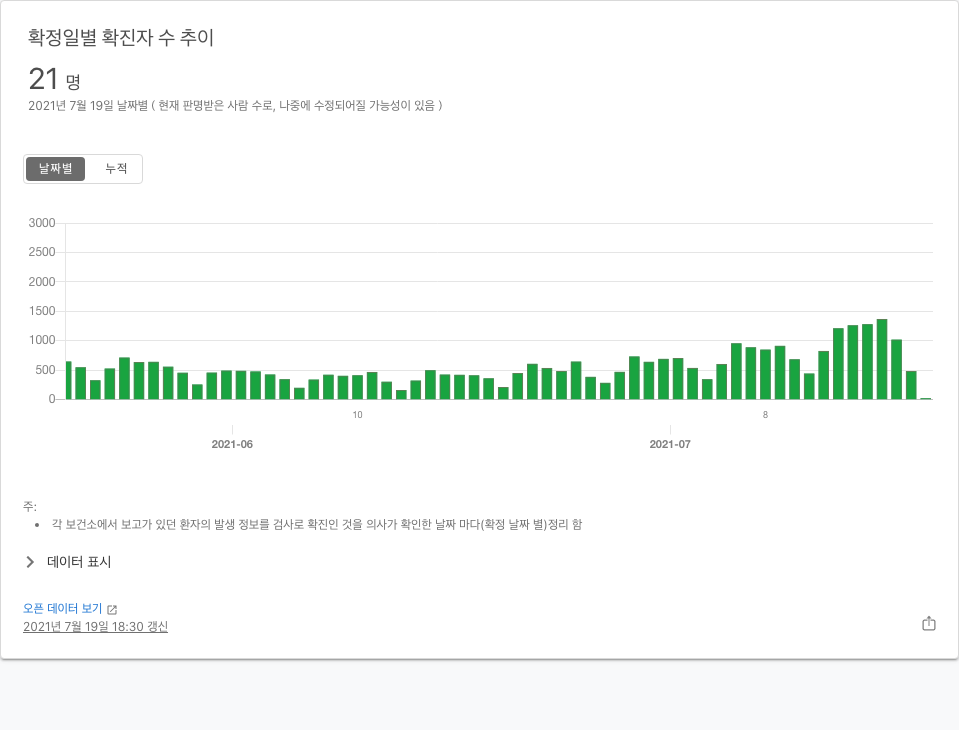 확정일별 확진자 수 추이
21 명
2021년 7월 19일 날짜별 ( 현재 판명받은 사람 수로, 나중에 수정되어질 가능성이 있음 )
날짜별 누적
3000
2500
2000
1500
1000
500
0
10 8
2021-06 2021-07
주:
• 각 보건소에서 보고가 있던 환자의 발생 정보를 검사로 확진인 것을 의사가 확인한 날짜 마다(확정 날짜 별)정리 함
데이터 표시
오픈 데이터 보기
2021년 7월 19일 18:30 갱신